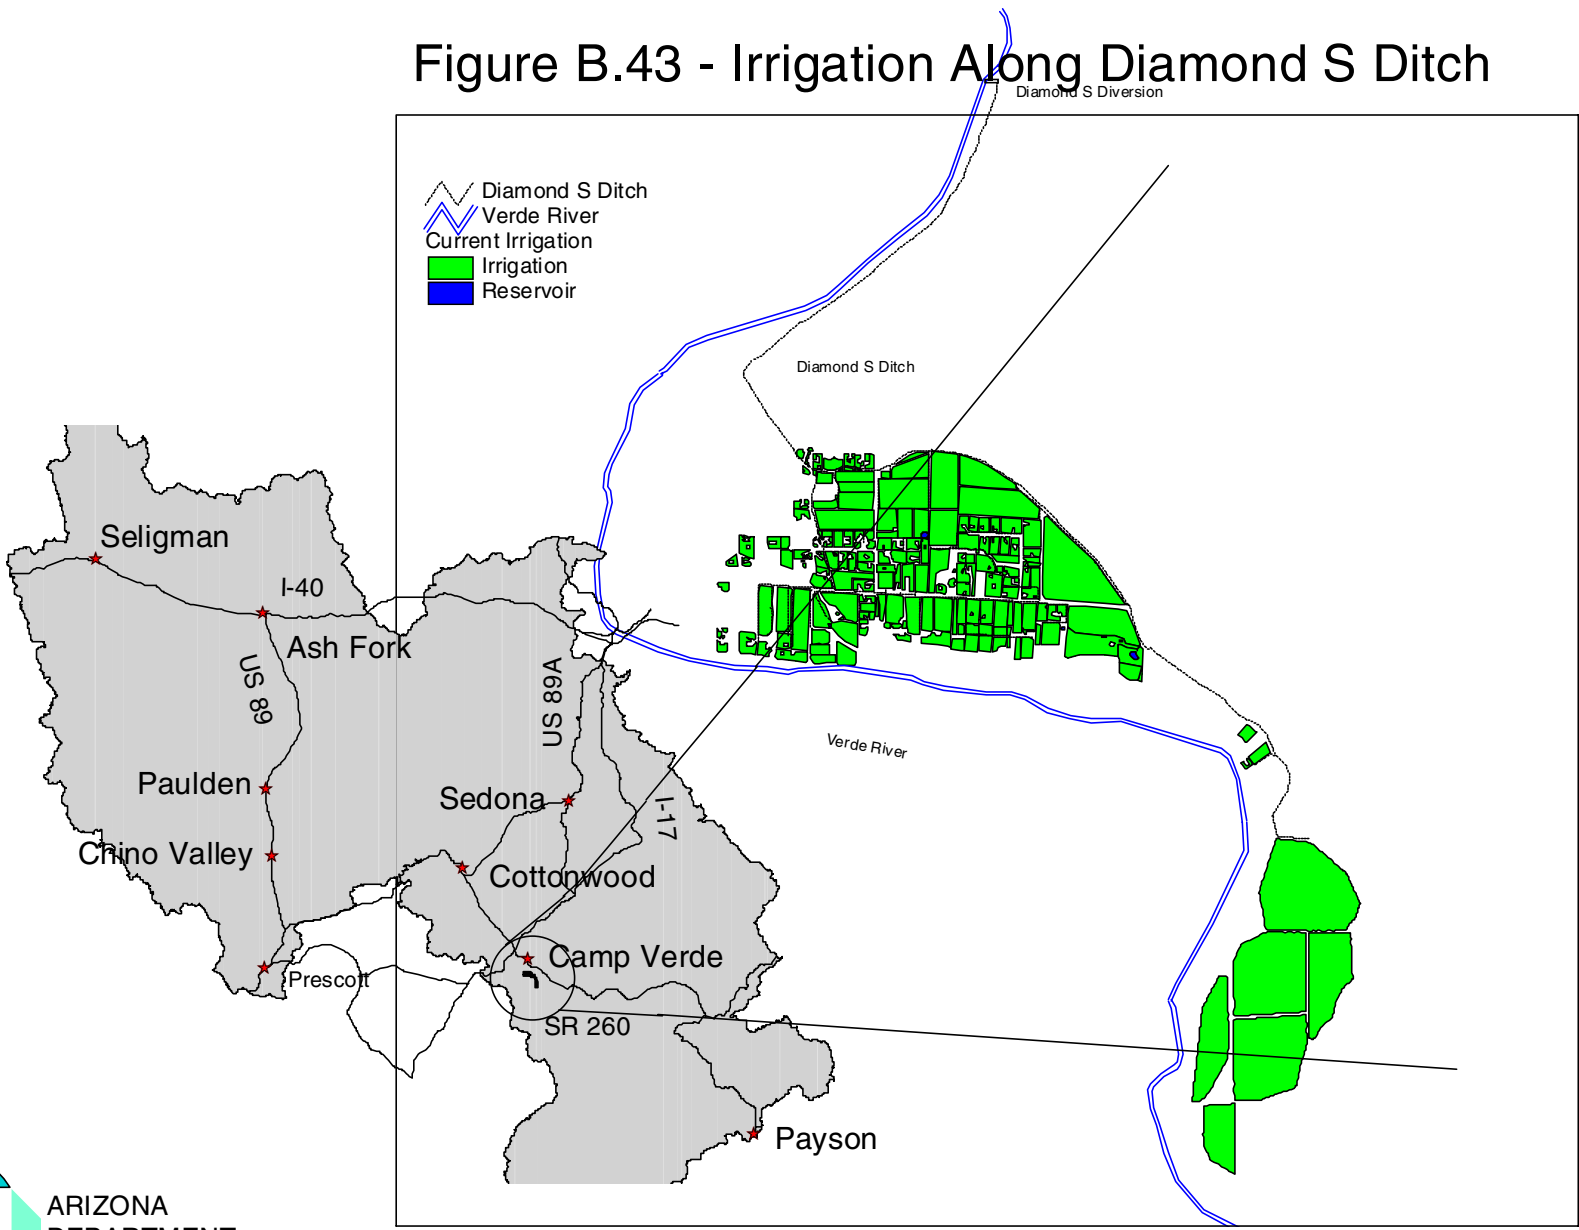 Figure B.43 - Irrigation Along Diamond S Ditch
Diamond S Diversion
Diamond S Ditch
Verde River
Current Irrigation
Irrigation
Reservoir
Diamond S Ditch
Seligman
I-40
Ash Fork
US 89
US 89A
Verde River
Paulden
Sedona
I-17
Chino Valley
Cottonwood
Camp Verde
Prescott
SR 260
Payson
ARIZONA
DEPARTMENT